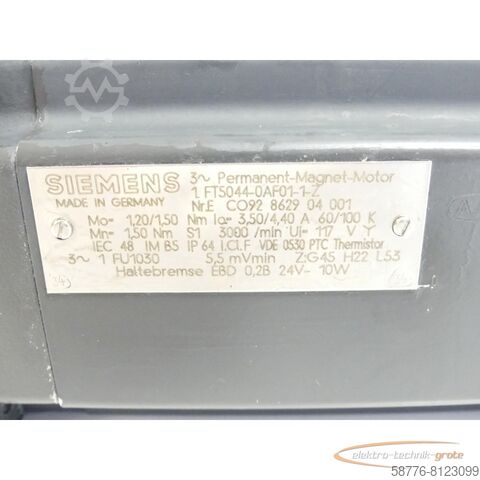 MACHINESEEKER
SIEMENS 3~ Permanent-Magnet-Motor
MADE IN GERMANY 1 FT5044-0AF01-1-Z
Nr.E CO92 8629 04 001
Mo= 1,20/1,50 Nm Io= 3,50/4,40 A 60/100 K
Mn= 1,50 Nm S1 3000 /min Ui= 117 V Y
IEC 48 IM B5 IP 64 I.Cl.F VDE 0530 PTC Thermistor
3~ 1 FU1030 5,5 mVmin Z:G45 H22 L53
Haltebremse EBD 0,2B 24V- 10W
elektro-technik-grote
58776-8123099